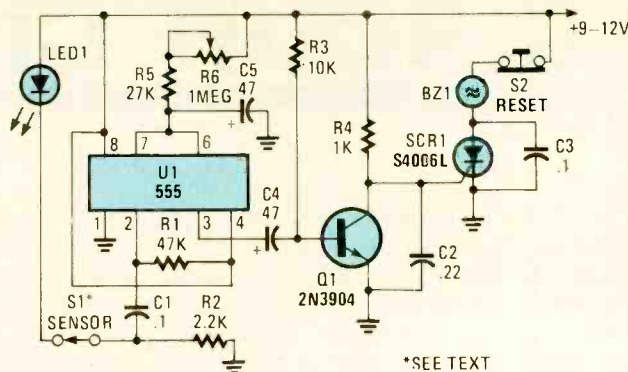 +9–12V
LED1
R5
27K
R6
1MEG
C5
47
+
R3
10K
S2
RESET
BZ1
R4
1K
SCR1
S4006L
C3
.1
8
7
6
U1
555
1
2
3
4
R1
47K
C4
47
+
Q1
2N3904
C2
.22
S1*
SENSOR
C1
.1
R2
2.2K
*SEE TEXT